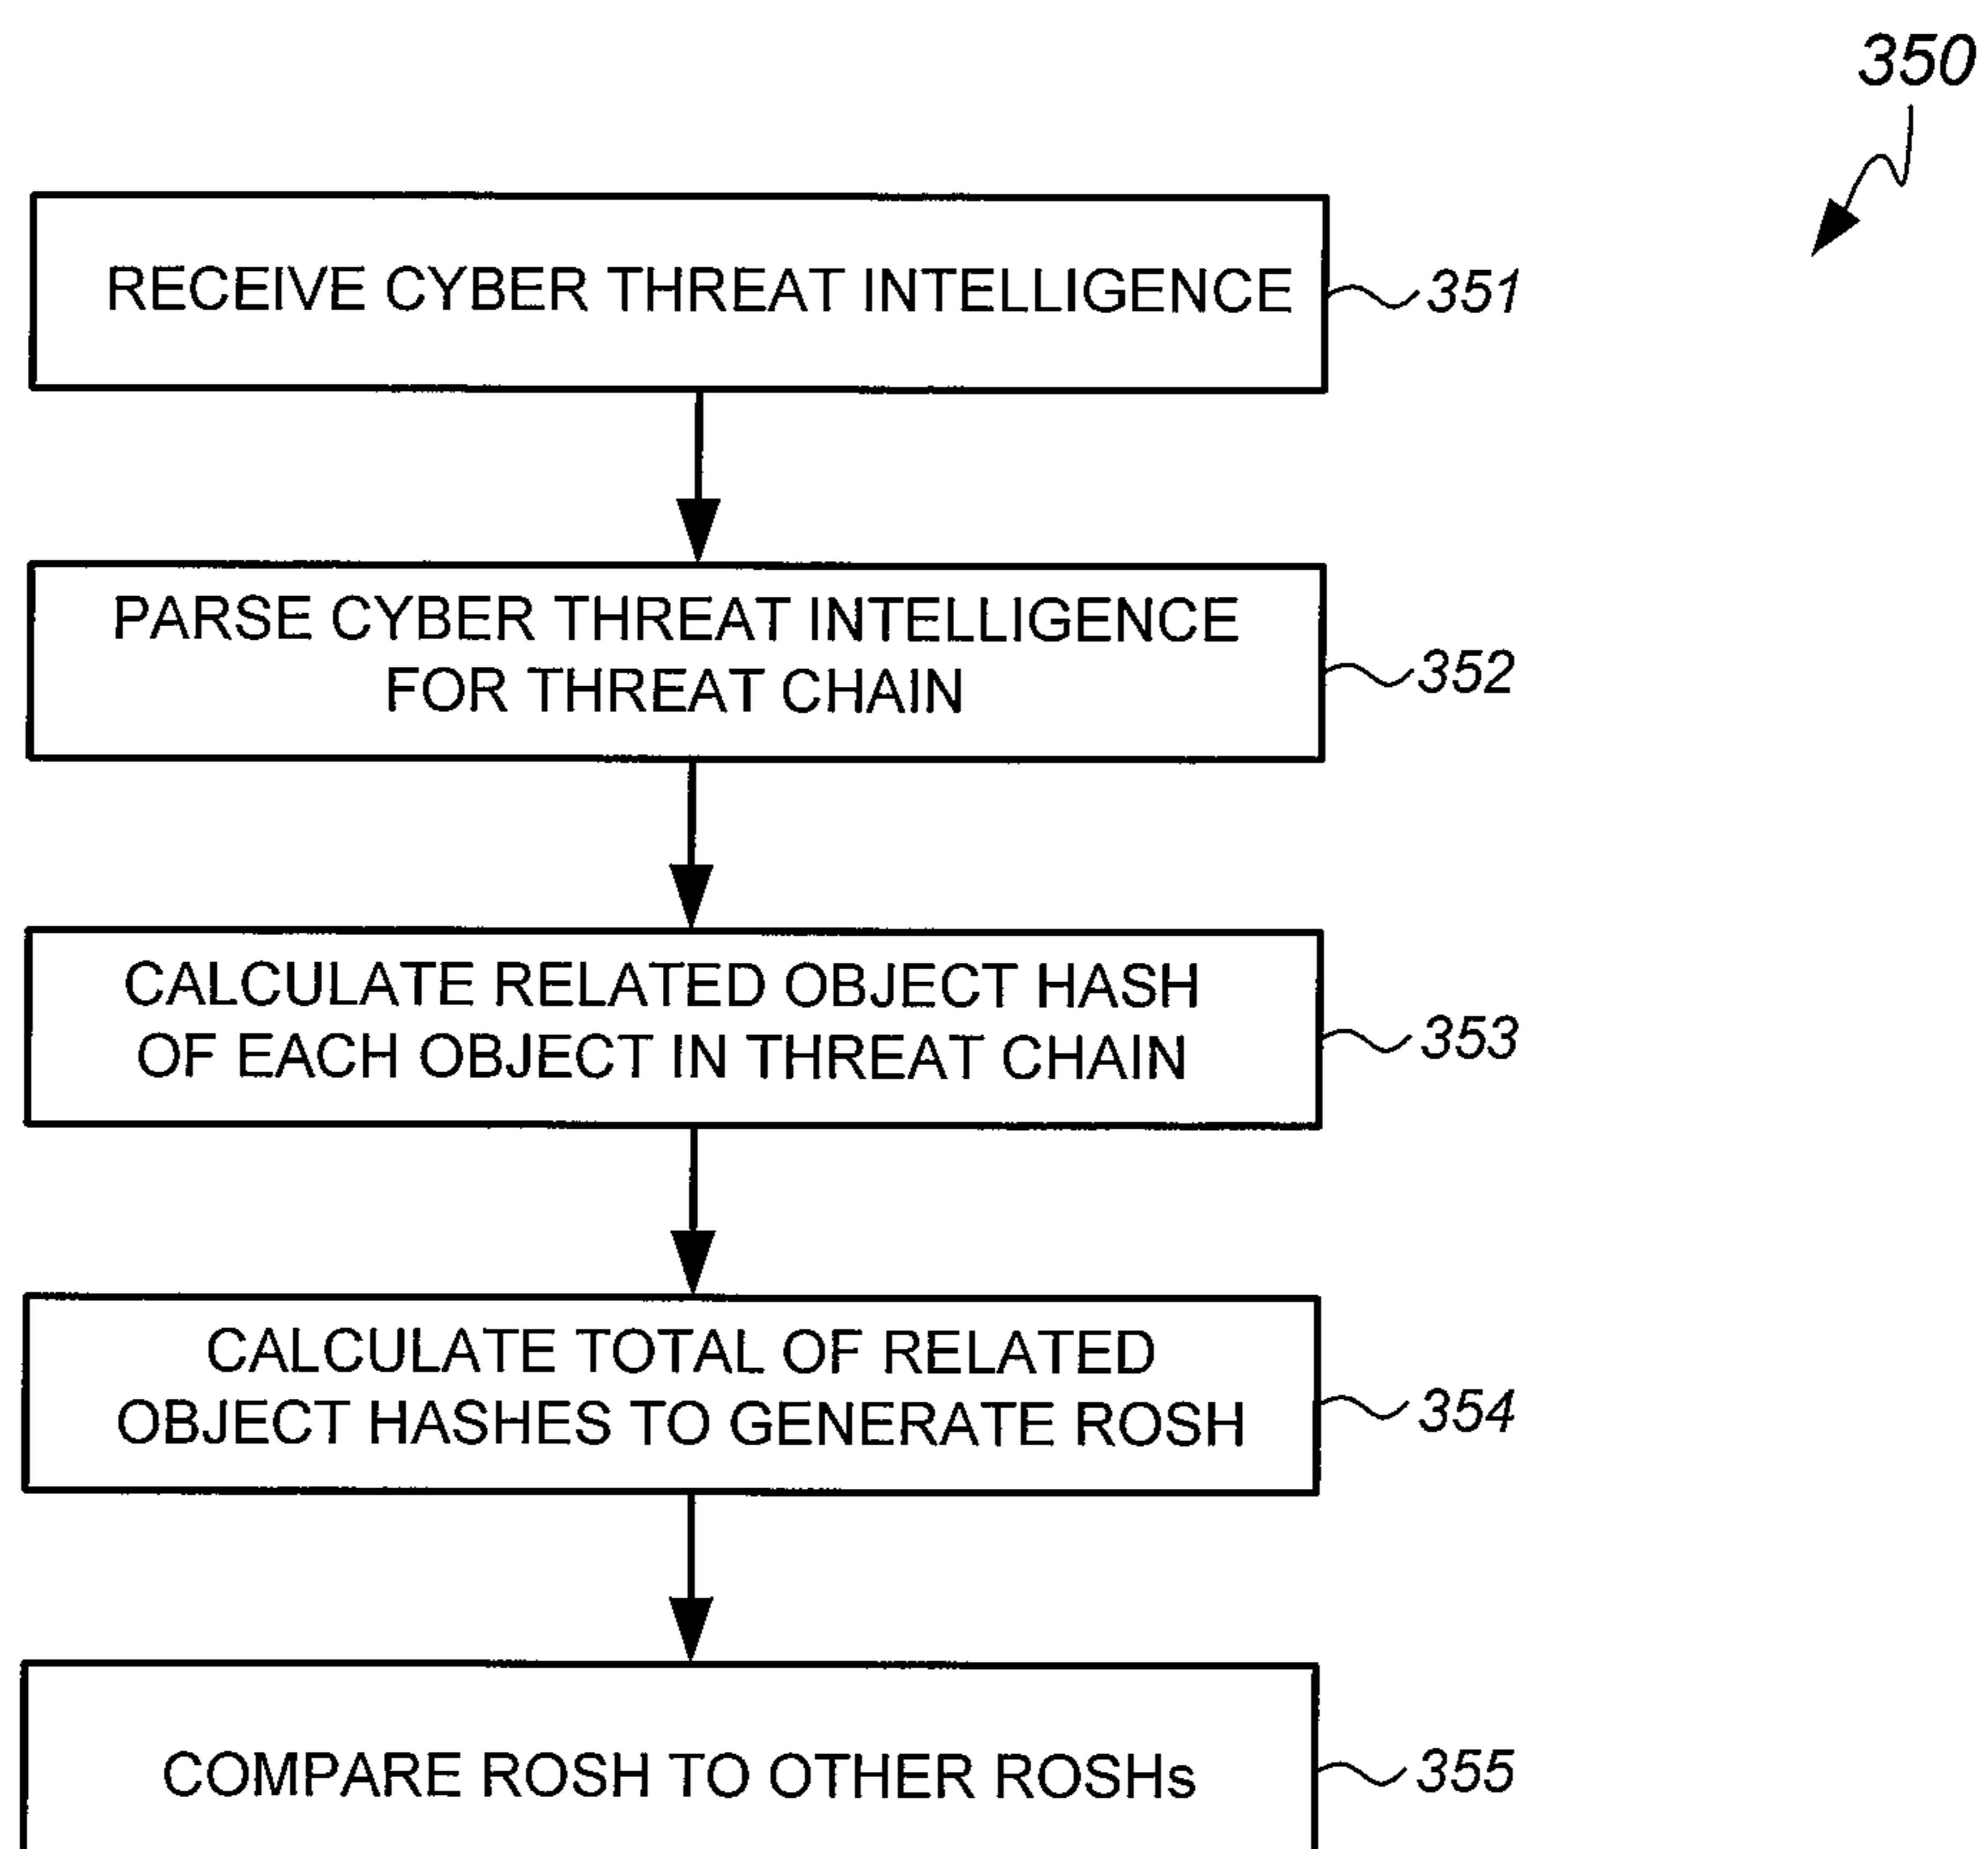 350
RECEIVE CYBER THREAT INTELLIGENCE
351
PARSE CYBER THREAT INTELLIGENCE
FOR THREAT CHAIN
352
CALCULATE RELATED OBJECT HASH
OF EACH OBJECT IN THREAT CHAIN
353
CALCULATE TOTAL OF RELATED
OBJECT HASHES TO GENERATE ROSH
354
COMPARE ROSH TO OTHER ROSHs
355